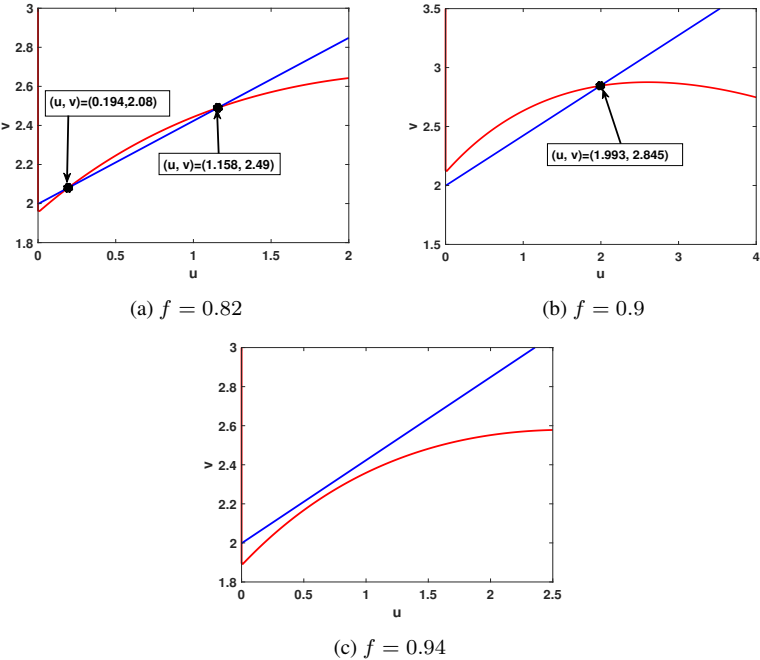 3
2.8
2.6
2.4
2.2
2
1.8
v
(u, v)=(0.194,2.08)
(u, v)=(1.158, 2.49)
0 0.5 1 1.5 2
u
(a) f = 0.82
3.5
3
2.5
2
1.5
v
(u, v)=(1.993, 2.845)
0 1 2 3 4
u
(b) f = 0.9
3
2.8
2.6
2.4
2.2
2
1.8
v
0 0.5 1 1.5 2 2.5
u
(c) f = 0.94